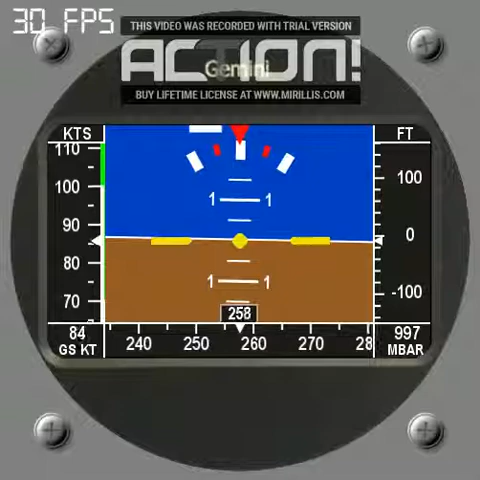 30 FPS
THIS VIDEO WAS RECORDED WITH TRIAL VERSION
ACTION!
Gemini
BUY LIFETIME LICENSE AT WWW.MIRILLIS.COM
KTS
FT
110
100
90
80
70
1 1
1 1
100
0
-100
258
84
GS KT
240 250 260 270 28
997
MBAR